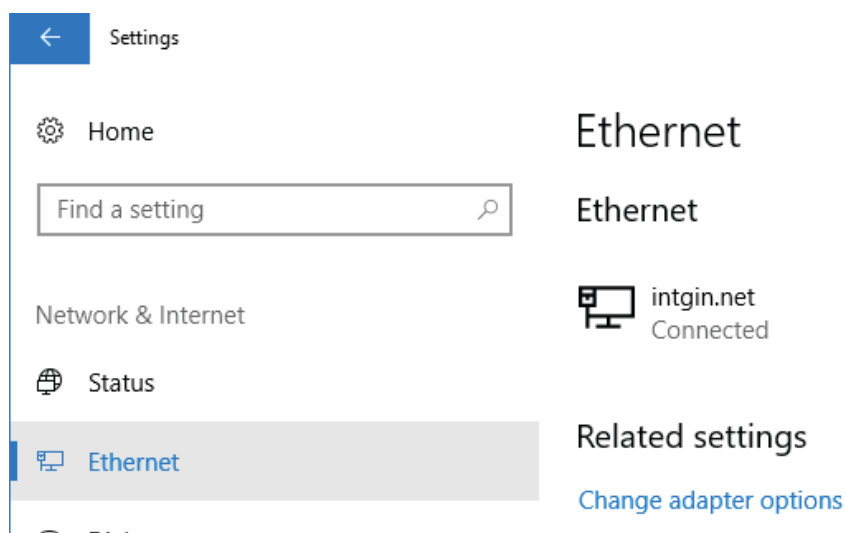 Settings
Home
Find a setting
Network & Internet
Status
Ethernet
Ethernet
Ethernet
intgin.net
Connected
Related settings
Change adapter options